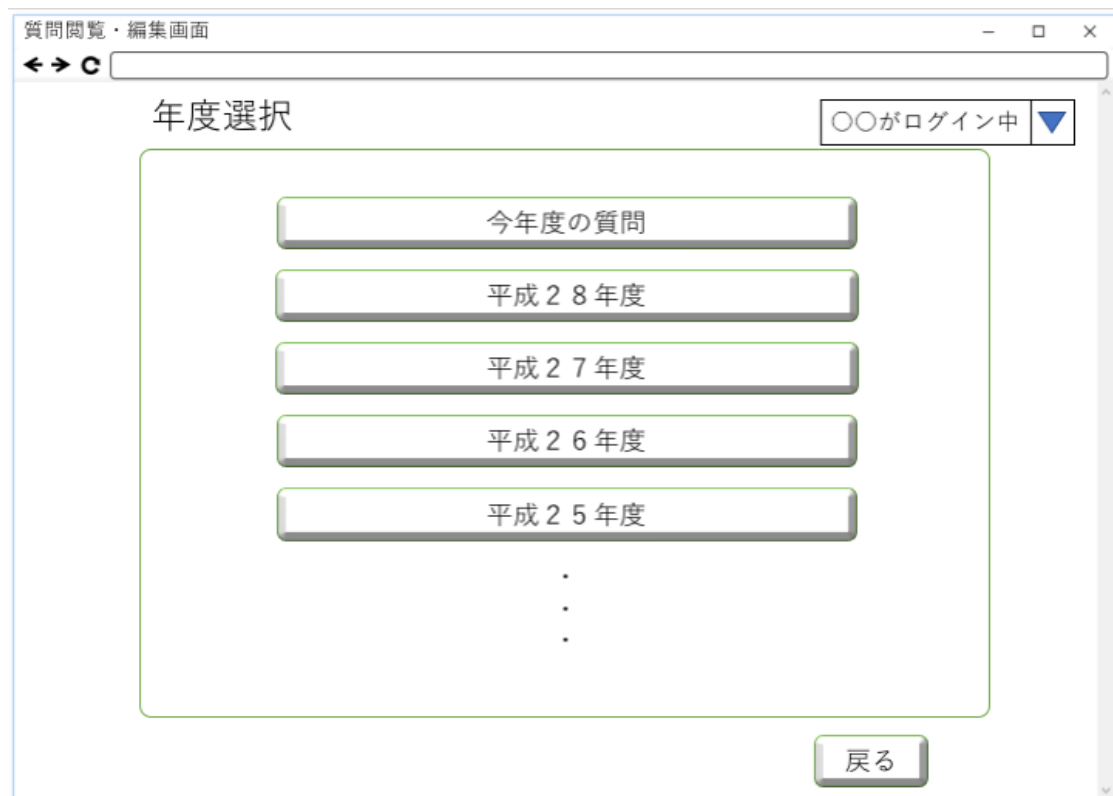 質問閲覧・編集画面
年度選択
〇〇がログイン中
今年度の質問
平成２８年度
平成２７年度
平成２６年度
平成２５年度
・
・
・
戻る